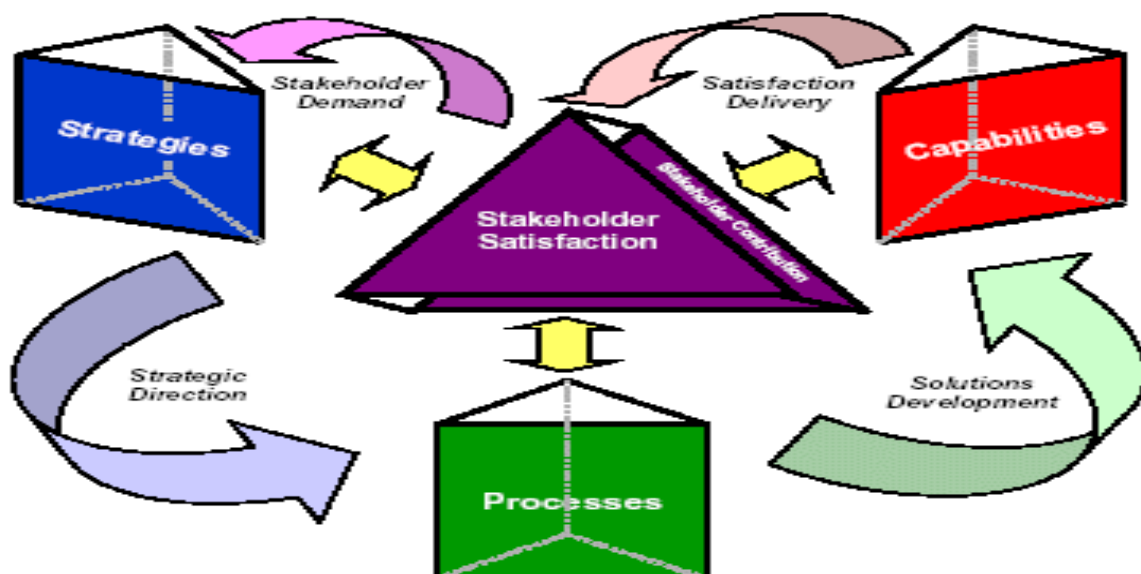 Stakeholder
Demand
Satisfaction
Delivery
Strategies
Capabilities
Stakeholder
Satisfaction
Stakeholder Contribution
Strategic
Direction
Solutions
Development
Processes